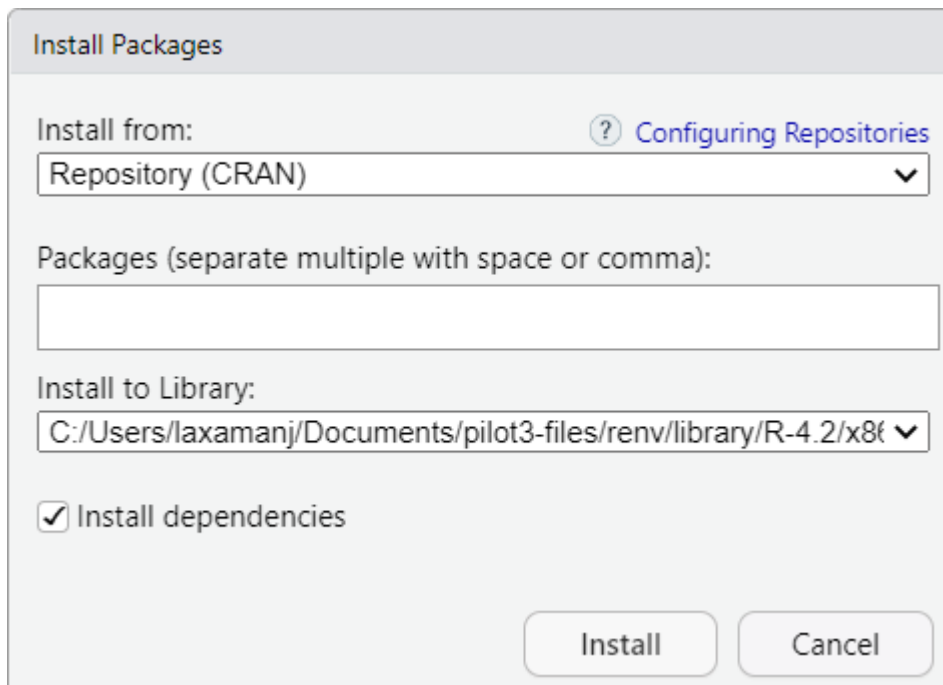 Install Packages
Install from:
? Configuring Repositories
Repository (CRAN)
Packages (separate multiple with space or comma):
Install to Library:
C:/Users/laxamanj/Documents/pilot3-files/renv/library/R-4.2/x86
Install dependencies
Install
Cancel